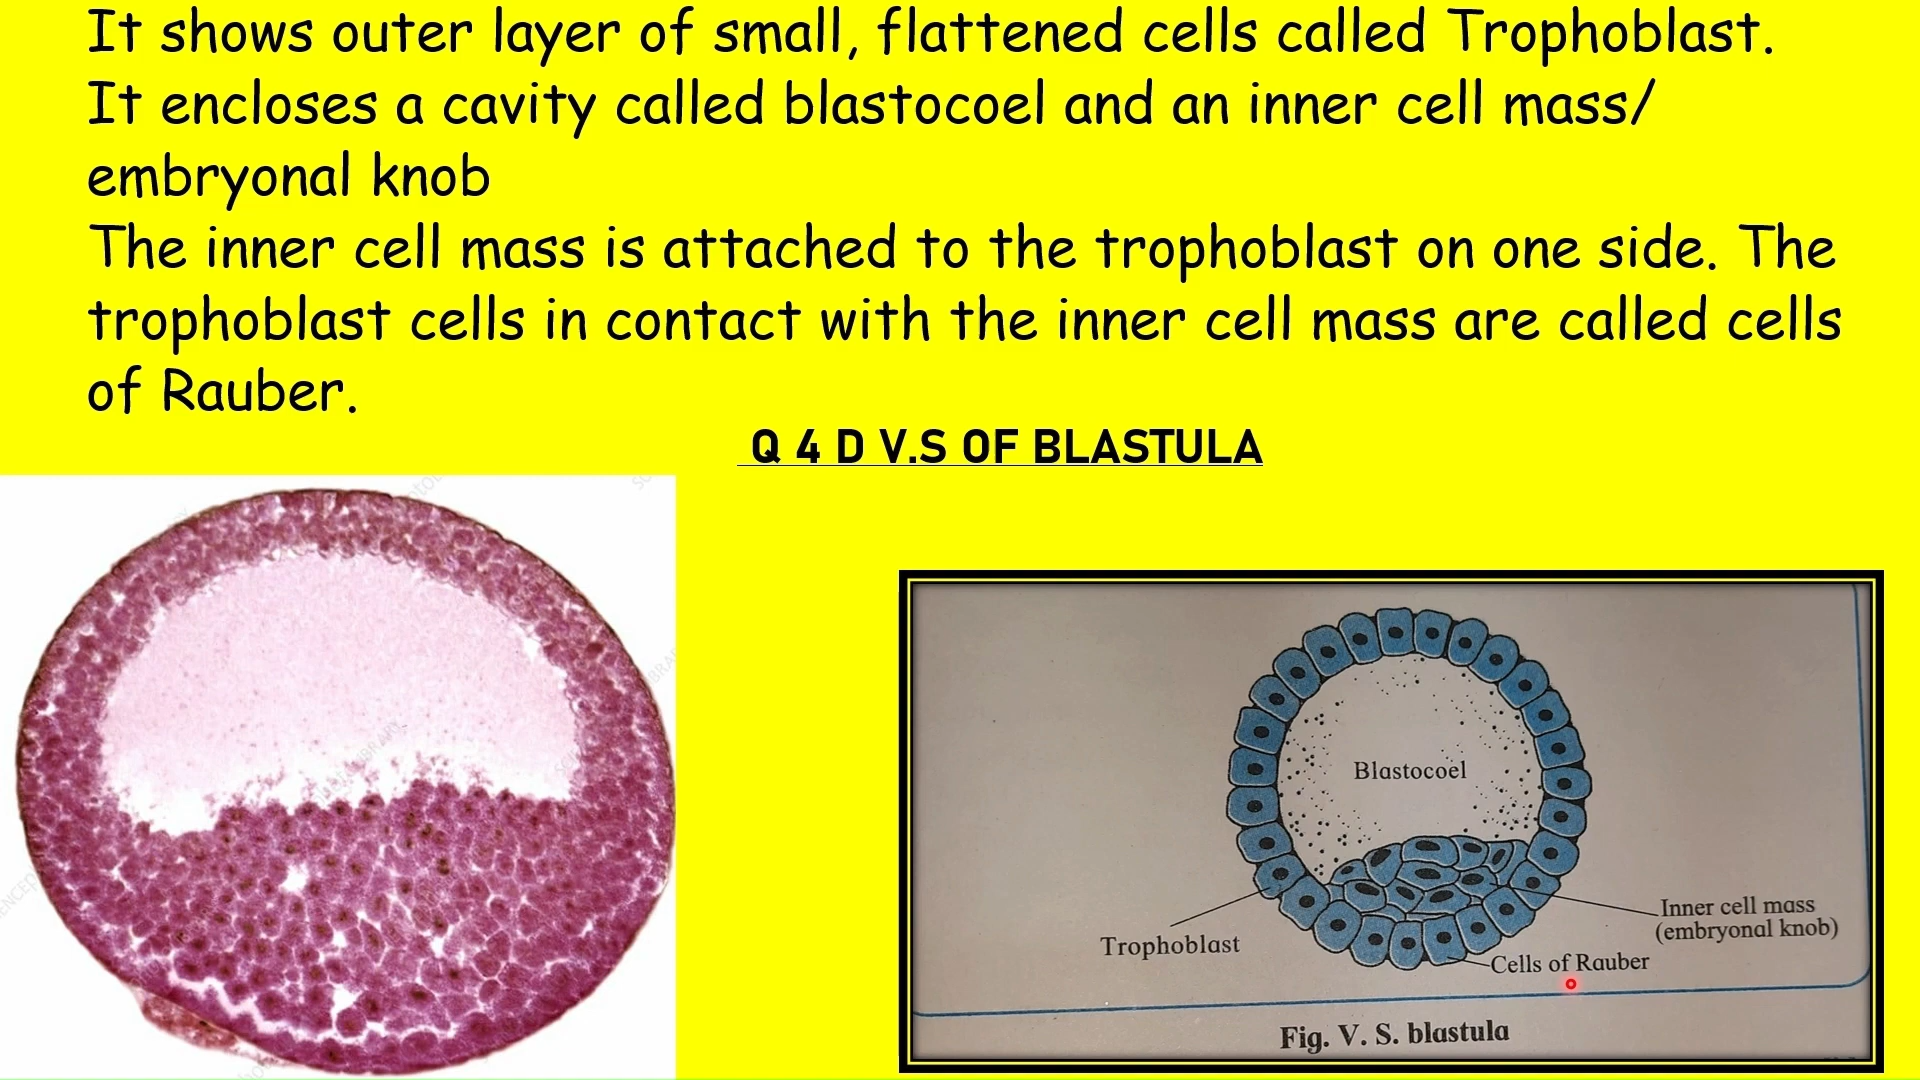 It shows outer layer of small, flattened cells called Trophoblast.
It encloses a cavity called blastocoel and an inner cell mass/
embryonal knob
The inner cell mass is attached to the trophoblast on one side. The
trophoblast cells in contact with the inner cell mass are called cells
of Rauber.
Q 4 D V.S OF BLASTULA
Blastocoel
Trophoblast
Inner cell mass
(embryonal knob)
Cells of Rauber
Fig. V. S. blastula